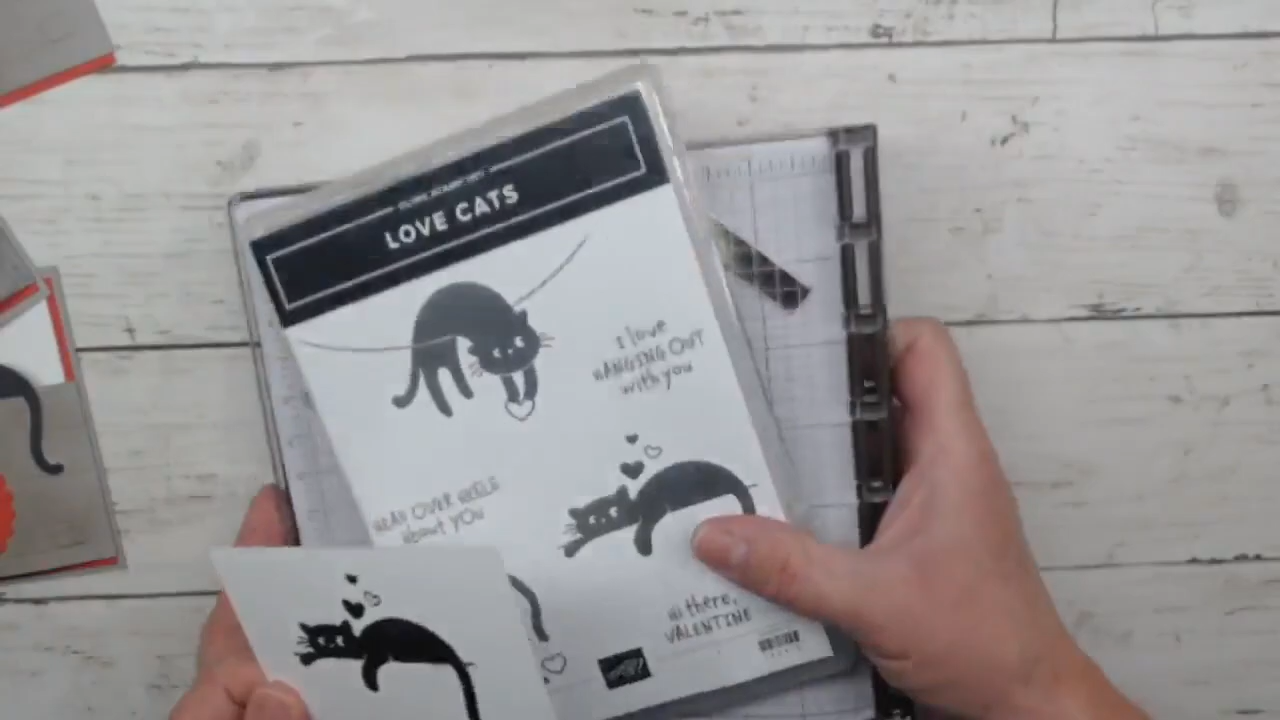 LOVE CATS
I love
HANGING OUT
with you
HEAD OVER HEELS
about YOU
Hi there,
VALENTINE